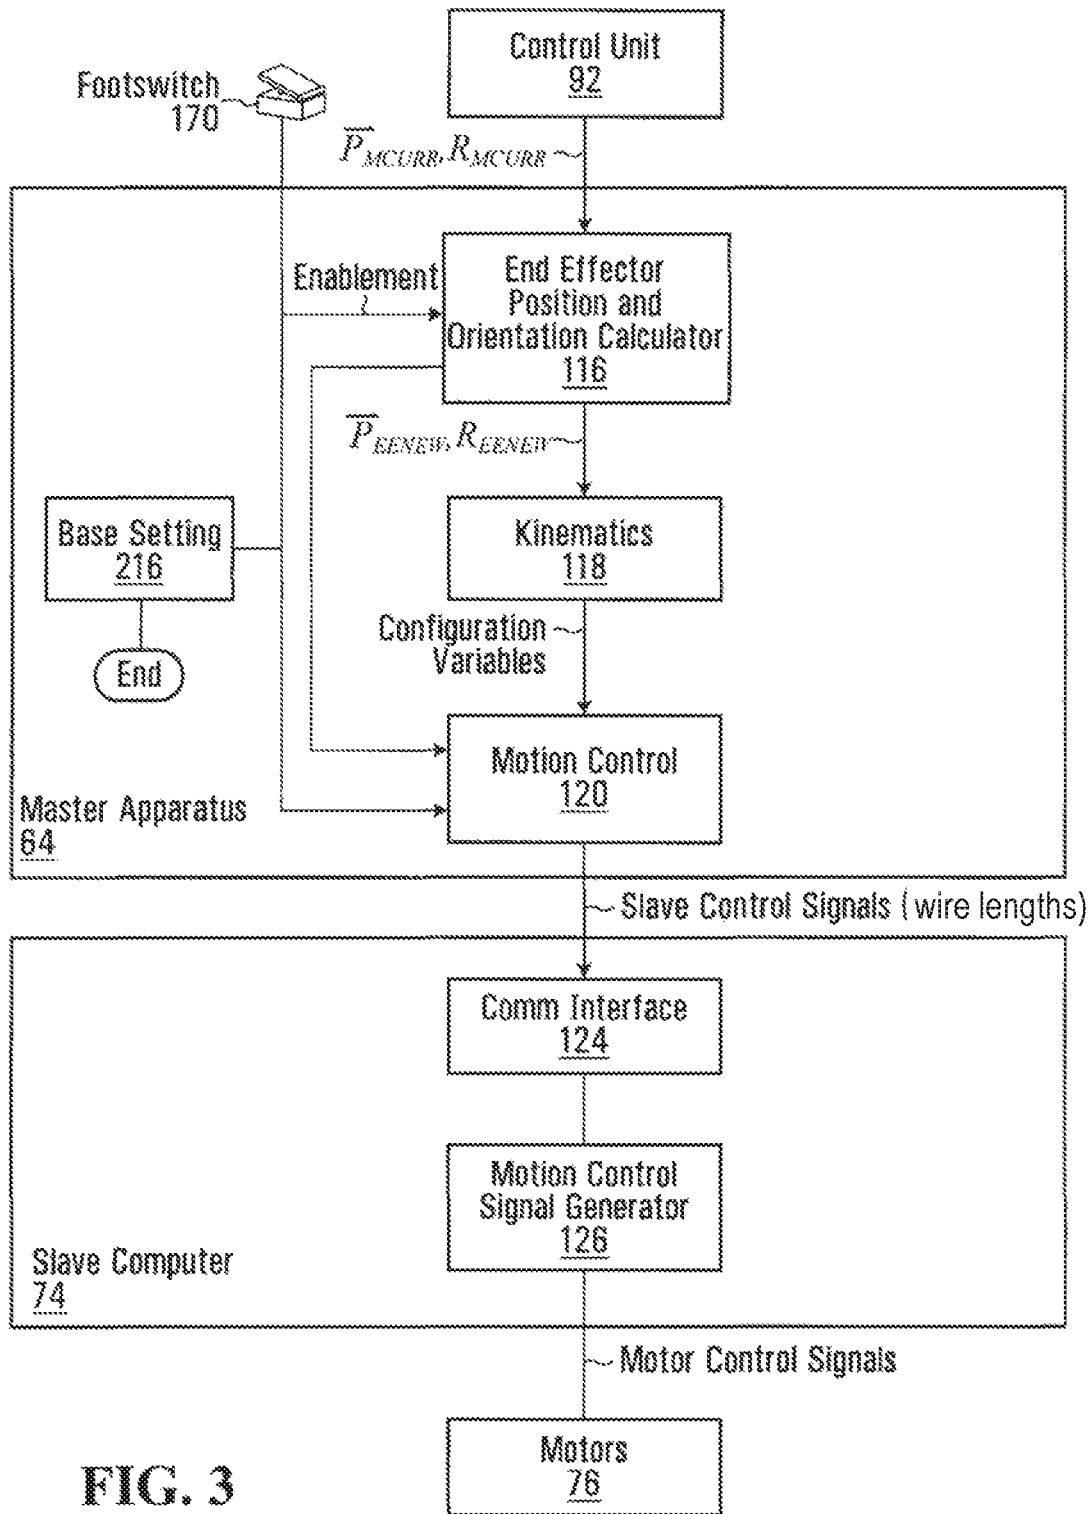 Control Unit
92
Footswitch
170
P̅MCURR, RMCURR
Enablement
End Effector
Position and
Orientation Calculator
116
P̅EENEW, REENEW
Base Setting
216
Kinematics
118
Configuration
Variables
End
Motion Control
120
Master Apparatus
64
Slave Control Signals (wire lengths)
Comm Interface
124
Motion Control
Signal Generator
126
Slave Computer
74
Motor Control Signals
Motors
76
FIG. 3